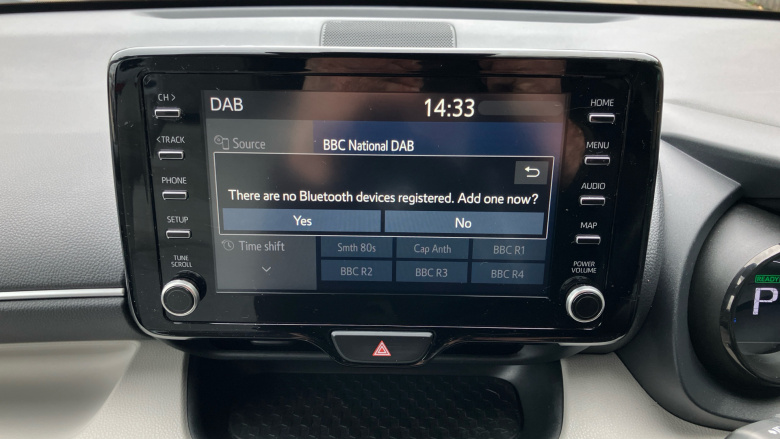 CH >
< TRACK
PHONE
SETUP
TUNE
SCROLL
DAB
14:33
Source
BBC National DAB
There are no Bluetooth devices registered. Add one now?
Yes
No
Time shift
Smth 80s
Cap Anth
BBC R1
BBC R2
BBC R3
BBC R4
HOME
MENU
AUDIO
MAP
POWER
VOLUME
READY
P